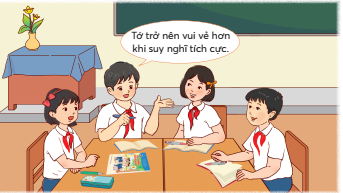 Tớ trở nên vui vẻ hơn
khi suy nghĩ tích cực.